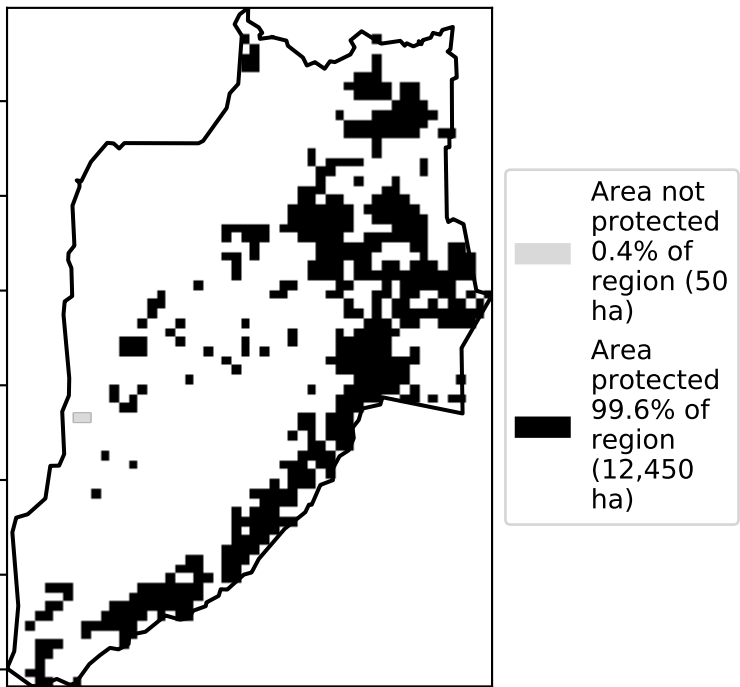 Area not
protected
0.4% of
region (50
ha)
Area
protected
99.6% of
region
(12,450
ha)